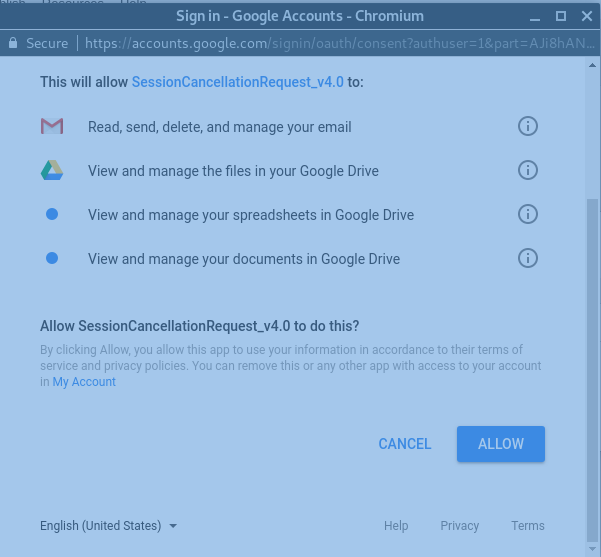 Sign in - Google Accounts - Chromium
Secure https://accounts.google.com/signin/oauth/consent?authuser=1&part=AJi8hAN...
This will allow SessionCancellationRequest_v4.0 to:
Read, send, delete, and manage your email
View and manage the files in your Google Drive
View and manage your spreadsheets in Google Drive
View and manage your documents in Google Drive
Allow SessionCancellationRequest_v4.0 to do this?
By clicking Allow, you allow this app to use your information in accordance to their terms of
service and privacy policies. You can remove this or any other app with access to your account
in My Account
CANCEL ALLOW
English (United States) Help Privacy Terms